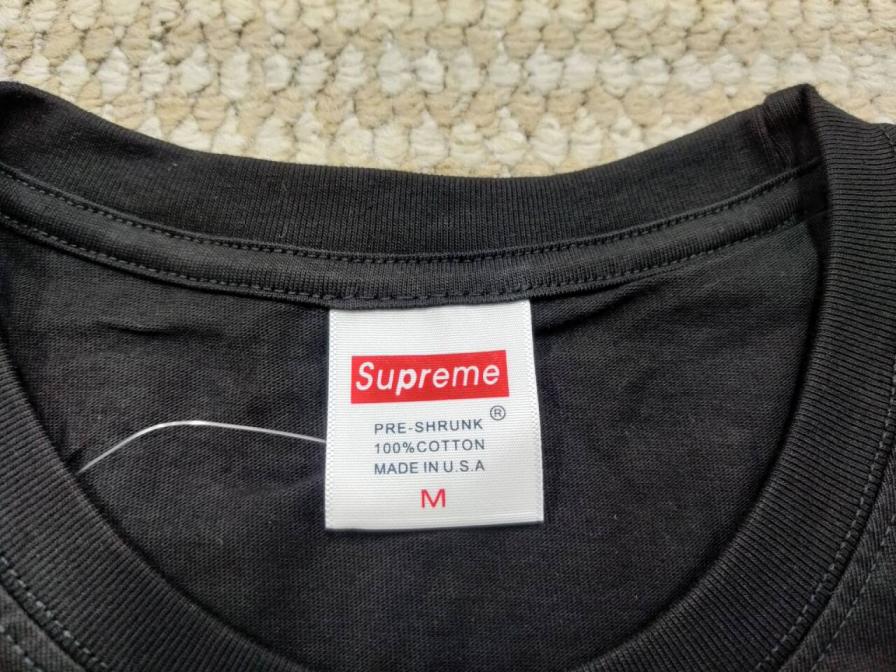 Supreme
®
PRE-SHRUNK
100%COTTON
MADE IN U.S.A
M